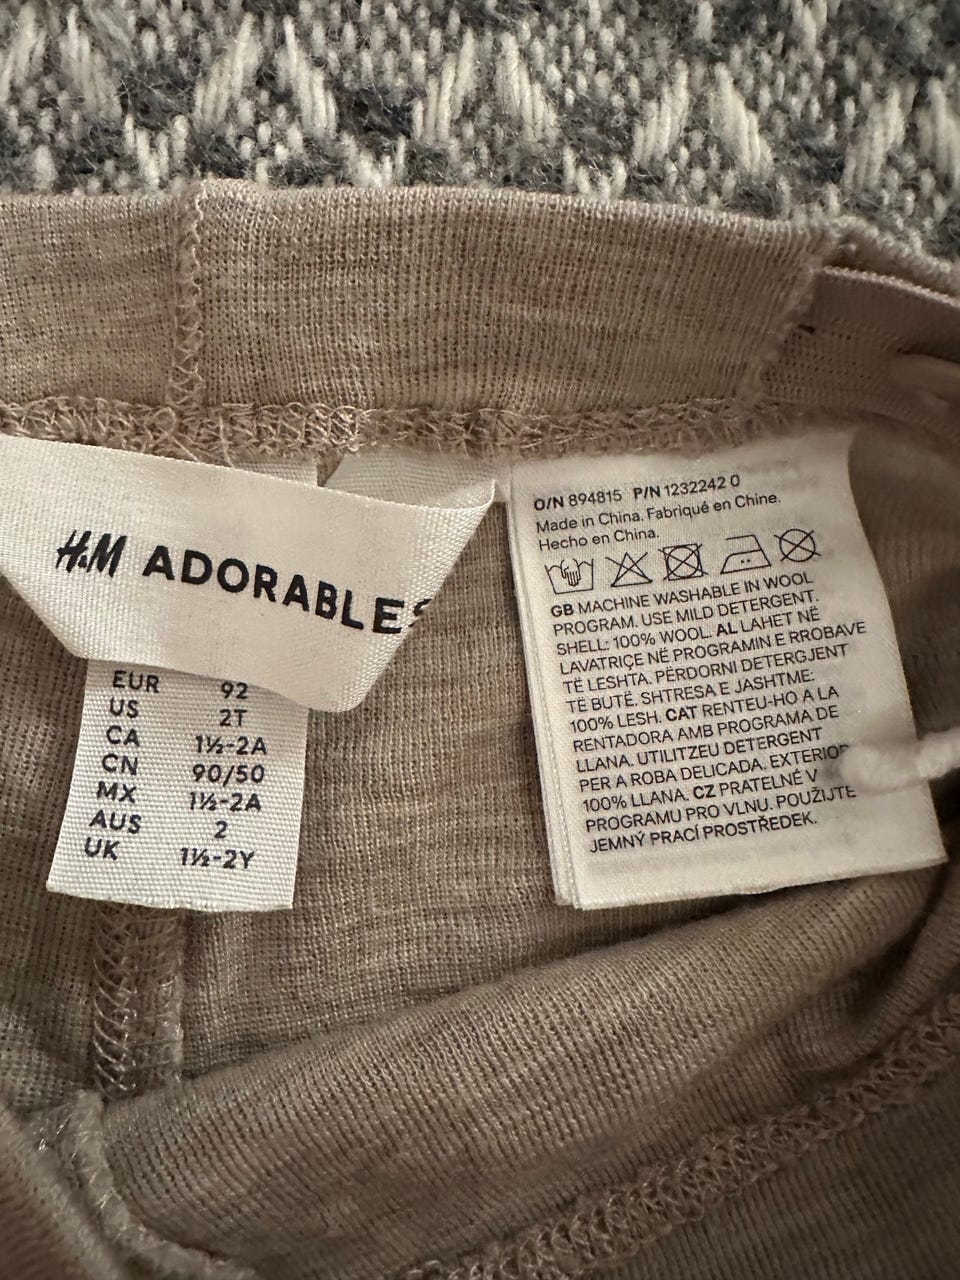 H&M ADORABLES
EUR 92
US 2T
CA 1½-2A
CN 90/50
MX 1½-2A
AUS 2
UK 1½-2Y
O/N 894815 P/N 1232242 0
Made in China. Fabriqué en Chine.
Hecho en China.
GB MACHINE WASHABLE IN WOOL
PROGRAM. USE MILD DETERGENT.
SHELL: 100% WOOL. AL LAHET NË
LAVATRIÇE NË PROGRAMIN E RROBAVE
TË LESHTA. PËRDORNI DETERGJENT
TË BUTË. SHTRESA E JASHTME:
100% LESH. CAT RENTEU-HO A LA
RENTADORA AMB PROGRAMA DE
LLANA. UTILITZEU DETERGENT
PER A ROBA DELICADA. EXTERIOR
100% LLANA. CZ PRATELNÉ V
PROGRAMU PRO VLNU. POUŽIJTE
JEMNÝ PRACÍ PROSTŘEDEK.